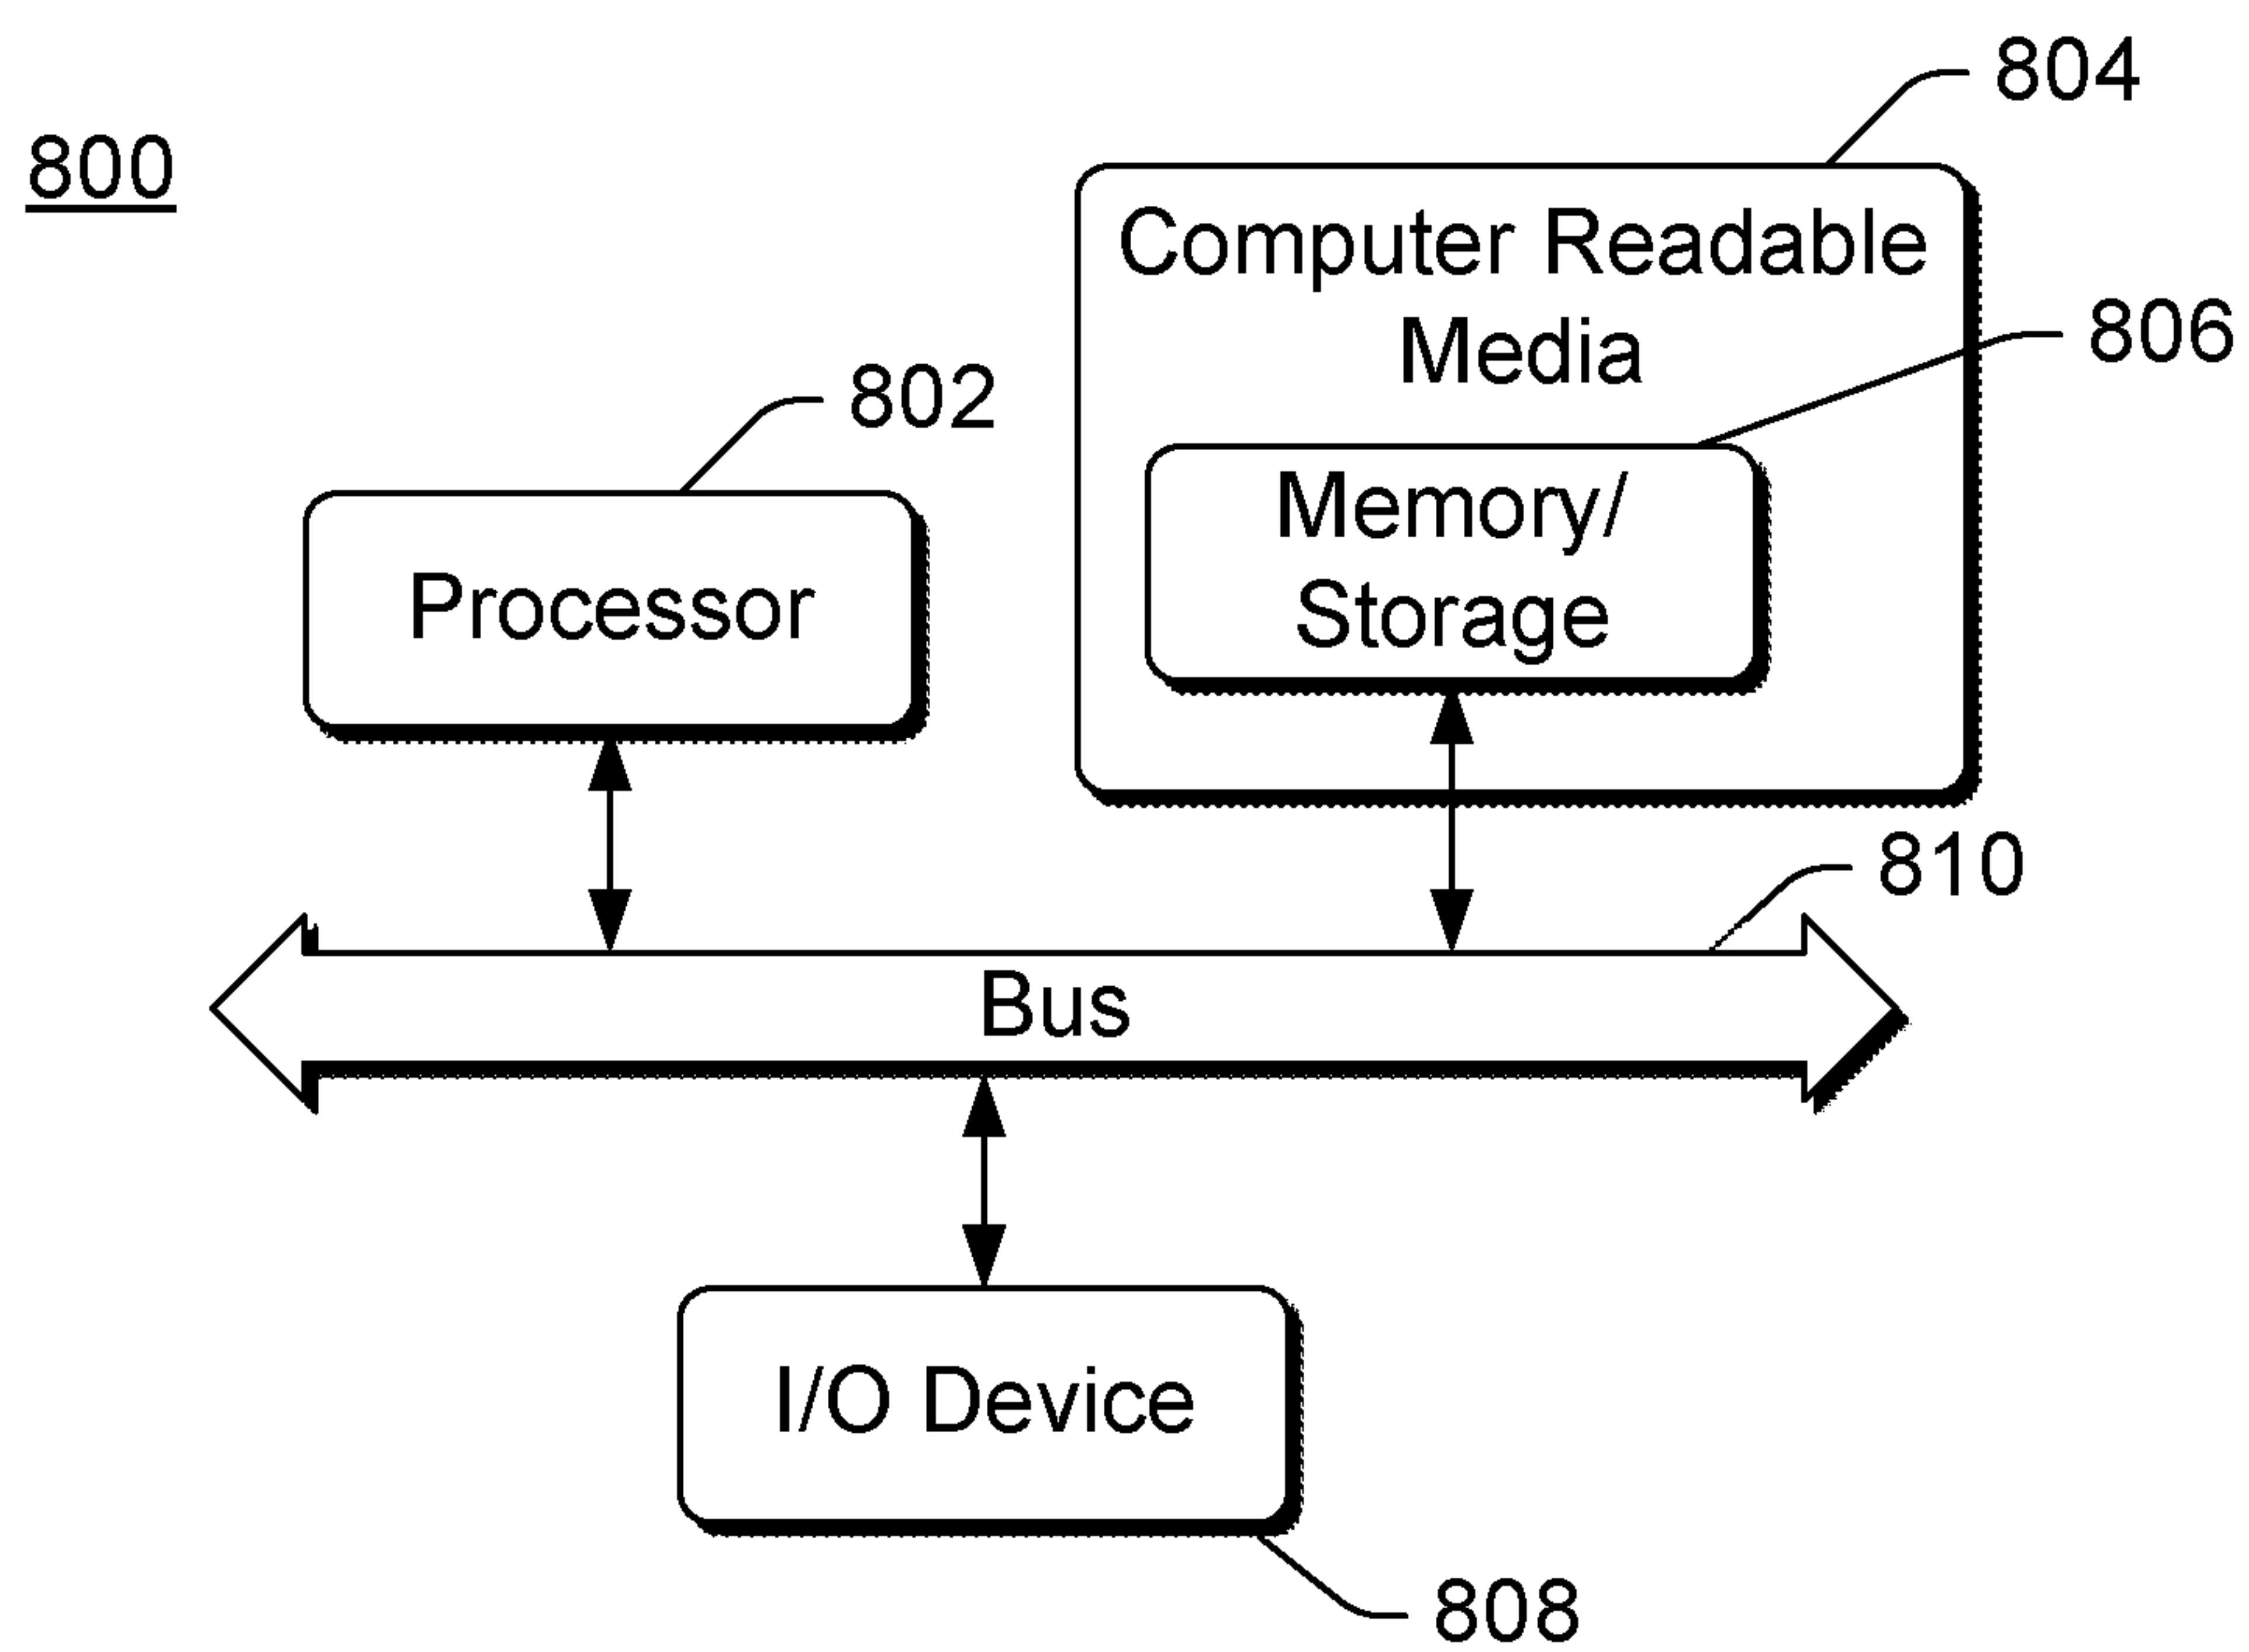 804
800
Computer Readable
Media
806
802
Memory/
Storage
Processor
810
Bus
I/O Device
808